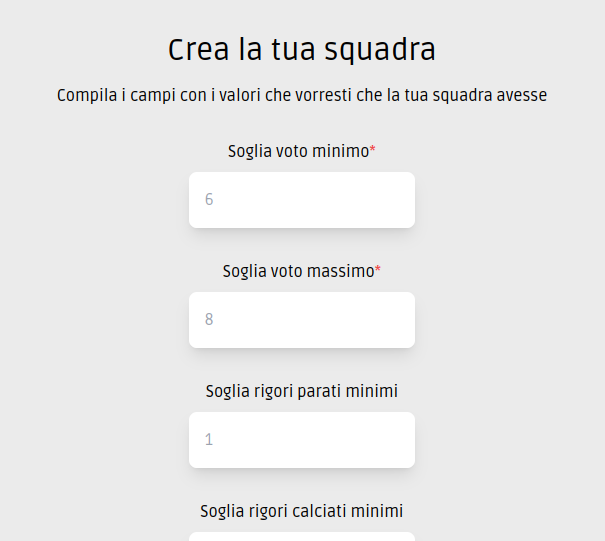 Crea la tua squadra
Compila i campi con i valori che vorresti che la tua squadra avesse
Soglia voto minimo*
6
Soglia voto massimo*
8
Soglia rigori parati minimi
1
Soglia rigori calciati minimi